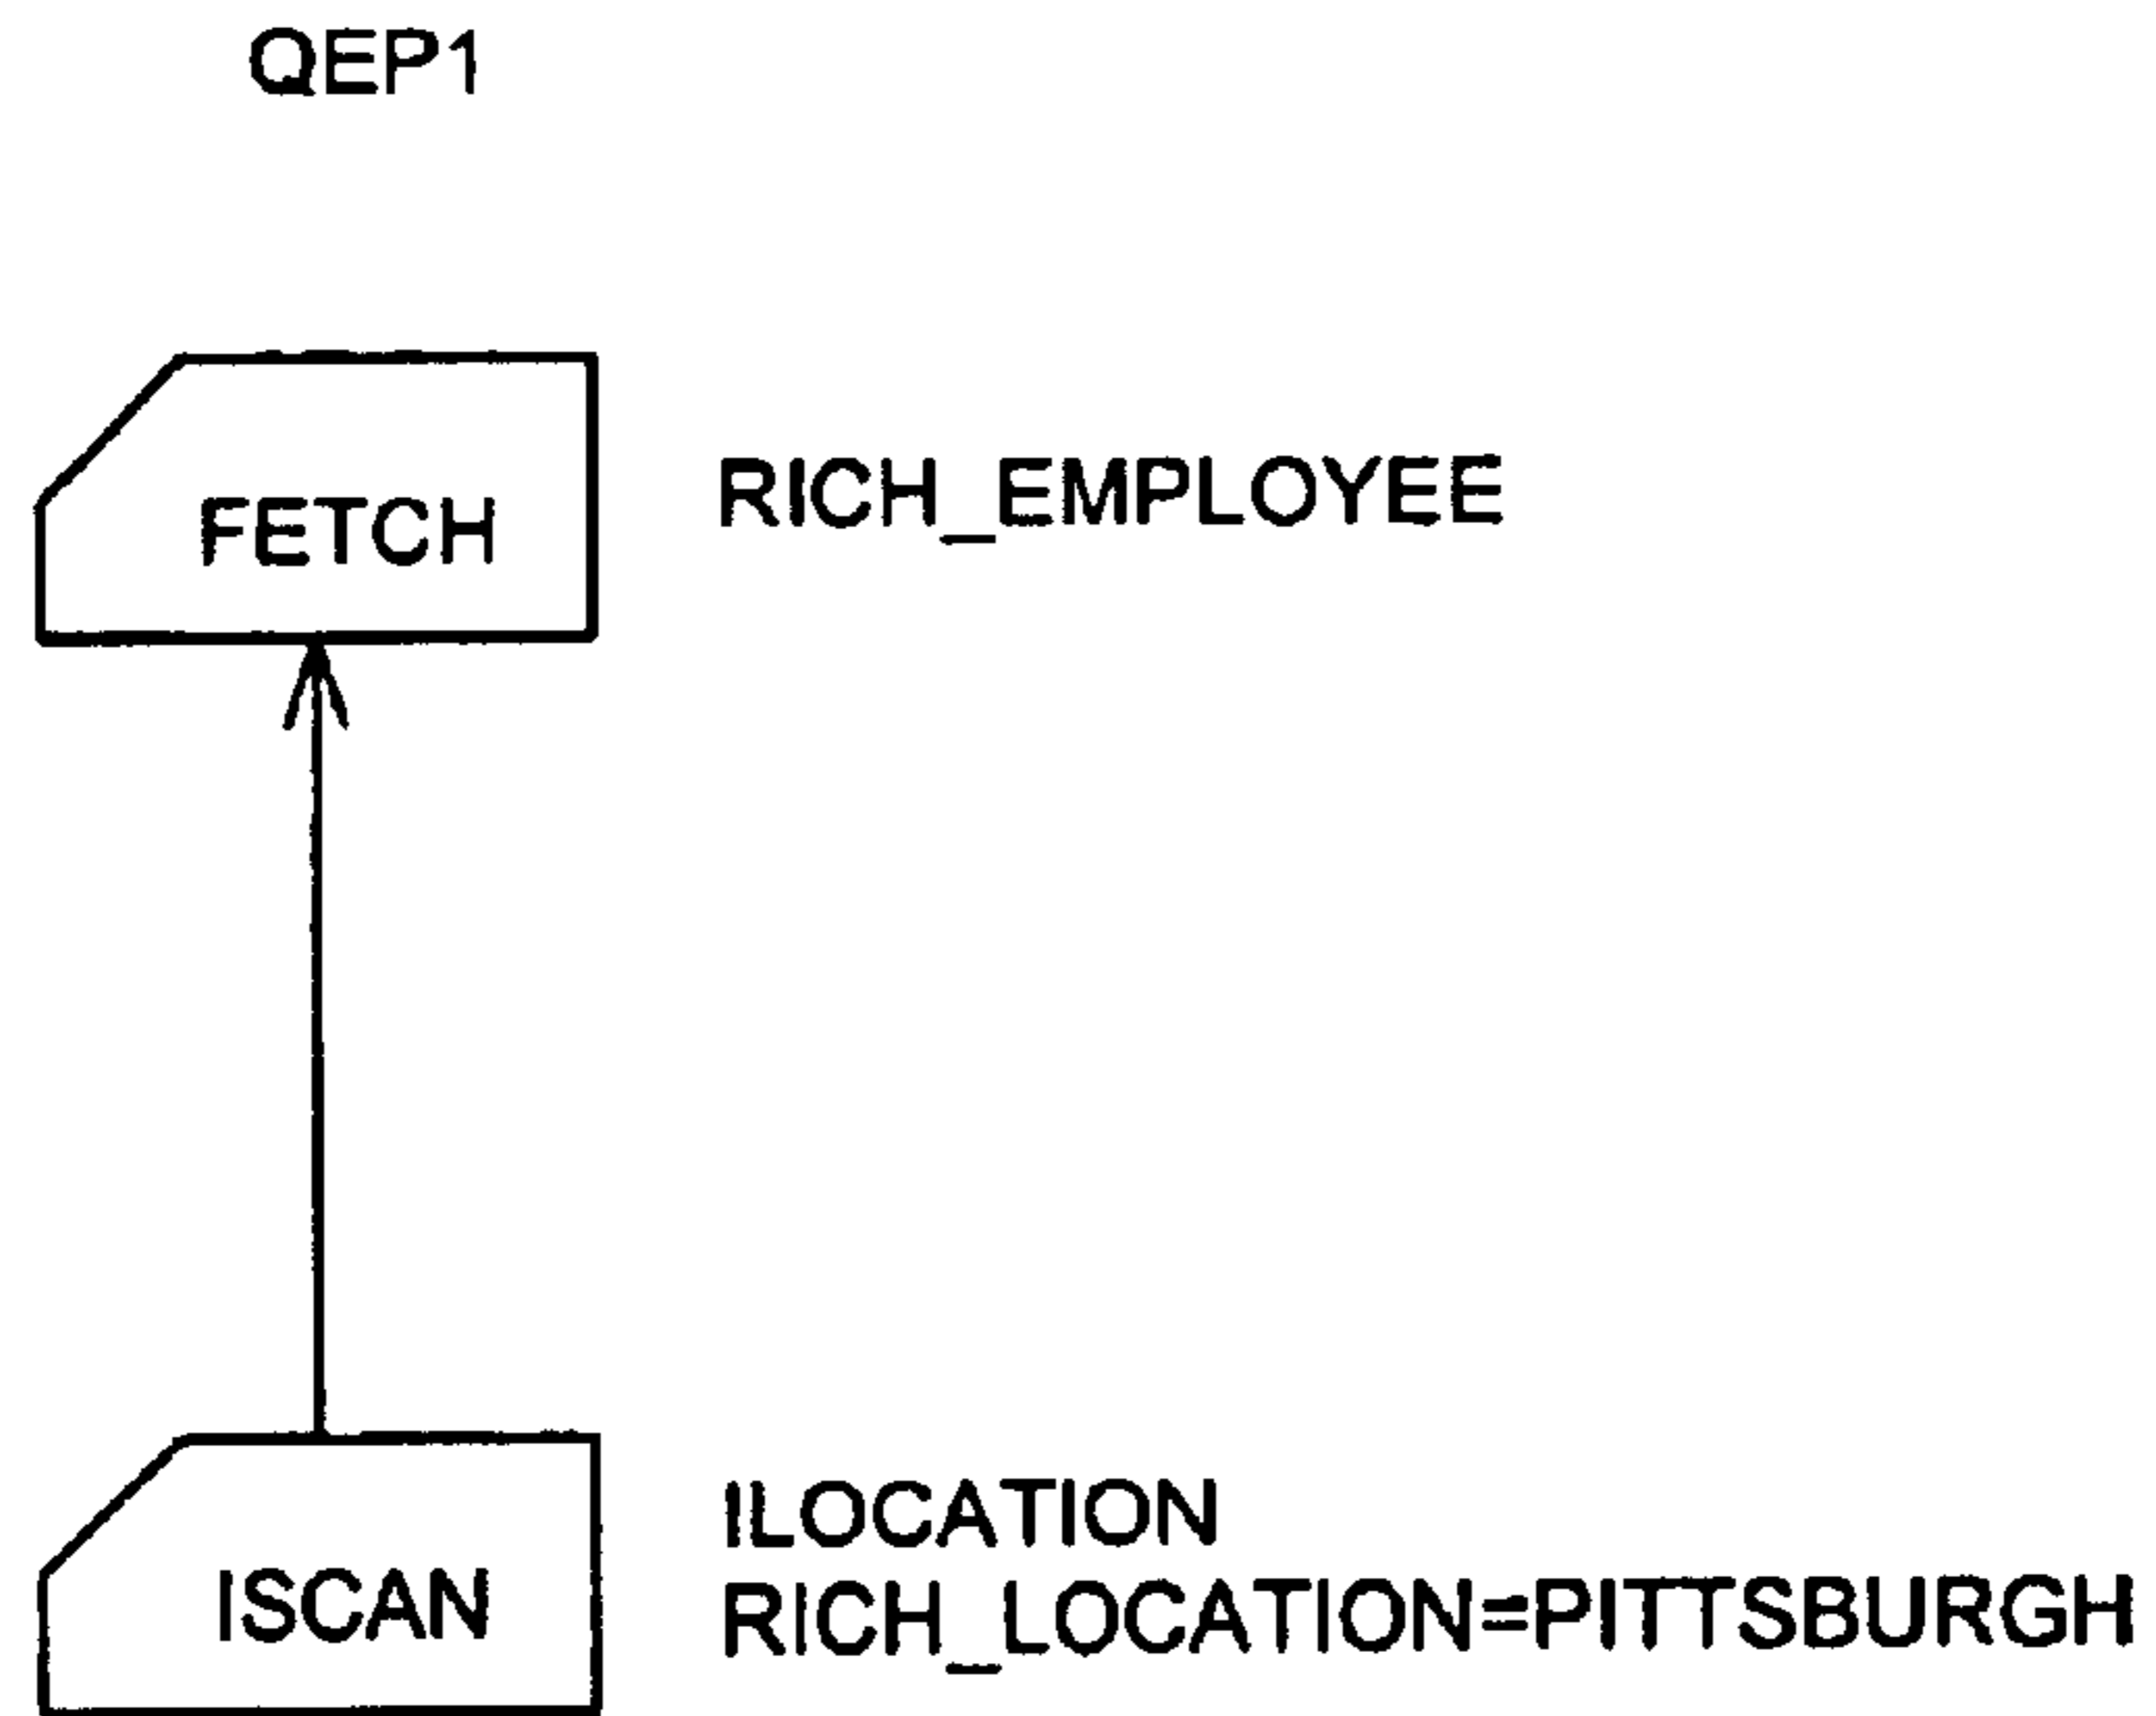 QEP1
FETCH
RICH_EMPLOYEE
ISCAN
ILOCATION
RICH_LOCATION=PITTSBURGH